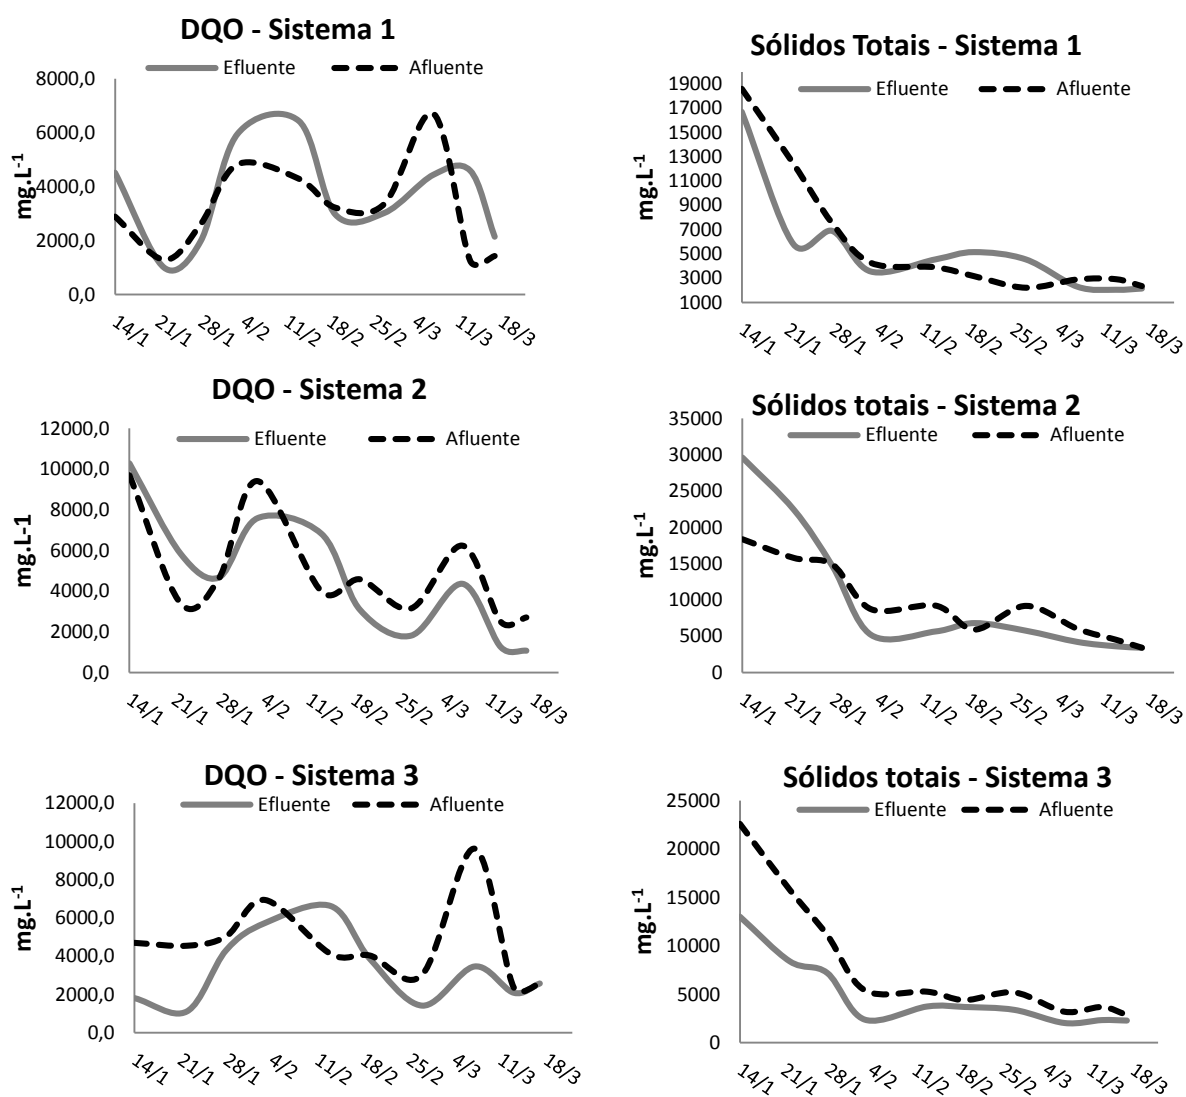 DQO - Sistema 1
Efluente Afluente
8000,0
6000,0
4000,0
2000,0
0,0
mg.L-1
14/1 21/1 28/1 4/2 11/2 18/2 25/2 4/3 11/3 18/3
Sólidos Totais - Sistema 1
Efluente Afluente
19000
17000
15000
13000
11000
9000
7000
5000
3000
1000
mg.L-1
14/1 21/1 28/1 4/2 11/2 18/2 25/2 4/3 11/3 18/3
DQO - Sistema 2
Efluente Afluente
12000,0
10000,0
8000,0
6000,0
4000,0
2000,0
0,0
mg.L-1
14/1 21/1 28/1 4/2 11/2 18/2 25/2 4/3 11/3 18/3
Sólidos totais - Sistema 2
Efluente Afluente
35000
30000
25000
20000
15000
10000
5000
0
mg.L-1
14/1 21/1 28/1 4/2 11/2 18/2 25/2 4/3 11/3 18/3
DQO - Sistema 3
Efluente Afluente
12000,0
10000,0
8000,0
6000,0
4000,0
2000,0
0,0
mg.L-1
14/1 21/1 28/1 4/2 11/2 18/2 25/2 4/3 11/3 18/3
Sólidos totais - Sistema 3
Efluente Afluente
25000
20000
15000
10000
5000
0
mg.L-1
14/1 21/1 28/1 4/2 11/2 18/2 25/2 4/3 11/3 18/3